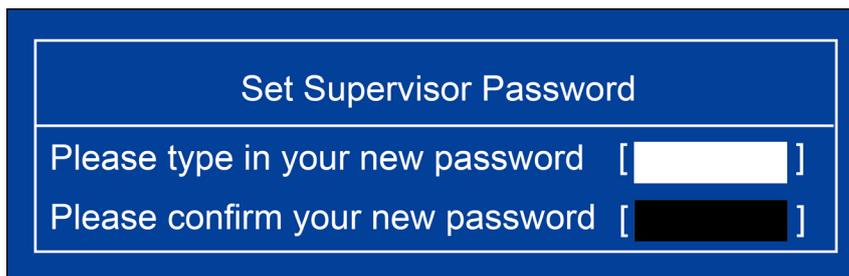 Set Supervisor Password
Please type in your new password [ ]
Please confirm your new password [ ]